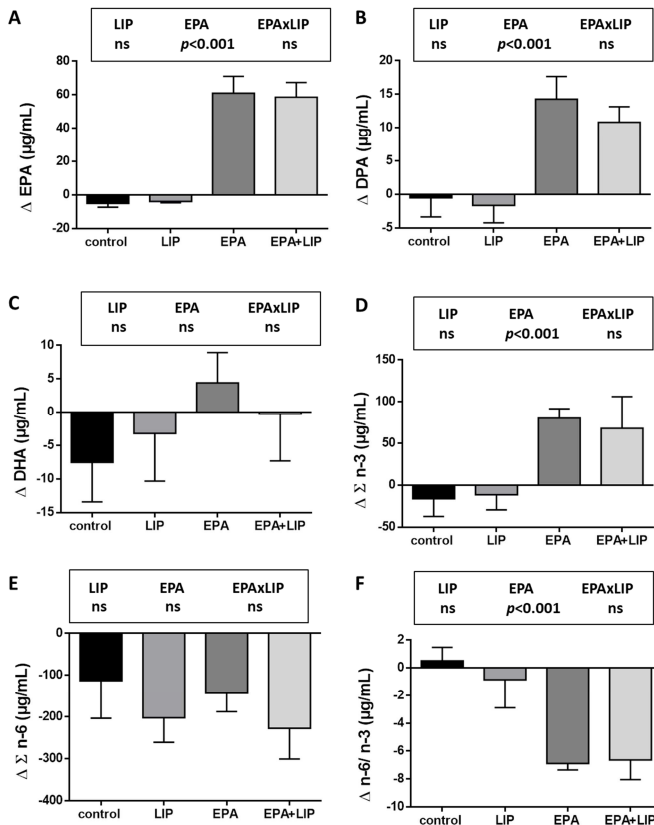 A
LIP EPA EPAxLIP
ns p<0.001 ns
Δ EPA (µg/mL)
60
40
20
0
-20
control LIP EPA EPA+LIP
B
LIP EPA EPAxLIP
ns p<0.001 ns
Δ DPA (µg/mL)
20
15
10
5
0
-5
control LIP EPA EPA+LIP
C
LIP EPA EPAxLIP
ns ns ns
Δ DHA (µg/mL)
10
5
0
-5
-10
-15
control LIP EPA EPA+LIP
D
LIP EPA EPAxLIP
ns p<0.001 ns
Δ Σ n-3 (µg/mL)
150
100
50
0
-50
control LIP EPA EPA+LIP
E
LIP EPA EPAxLIP
ns ns ns
Δ Σ n-6 (µg/mL)
0
-100
-200
-300
-400
control LIP EPA EPA+LIP
F
LIP EPA EPAxLIP
ns p<0.001 ns
Δ n-6/ n-3 (µg/mL)
2
0
-2
-4
-6
-8
-10
control LIP EPA EPA+LIP